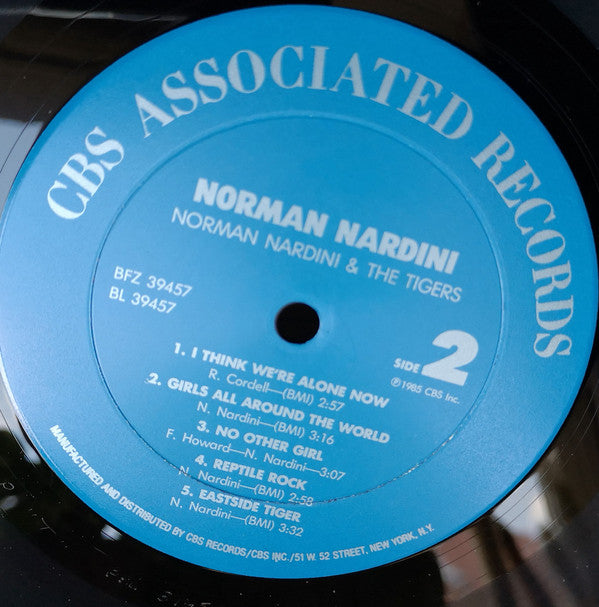 CBS ASSOCIATED RECORDS
NORMAN NARDINI
NORMAN NARDINI & THE TIGERS
BFZ 39457
BL 39457
SIDE 2
℗ 1985 CBS Inc.
1. I THINK WE'RE ALONE NOW
R. Cordell—(BMI) 2:57
2. GIRLS ALL AROUND THE WORLD
N. Nardini—(BMI) 3:16
3. NO OTHER GIRL
F. Howard—N. Nardini—3:07
4. REPTILE ROCK
N. Nardini—(BMI) 2:58
5. EASTSIDE TIGER
N. Nardini—(BMI) 3:32
MANUFACTURED AND DISTRIBUTED BY CBS RECORDS/CBS INC./51 W. 52 STREET, NEW YORK, N.Y.